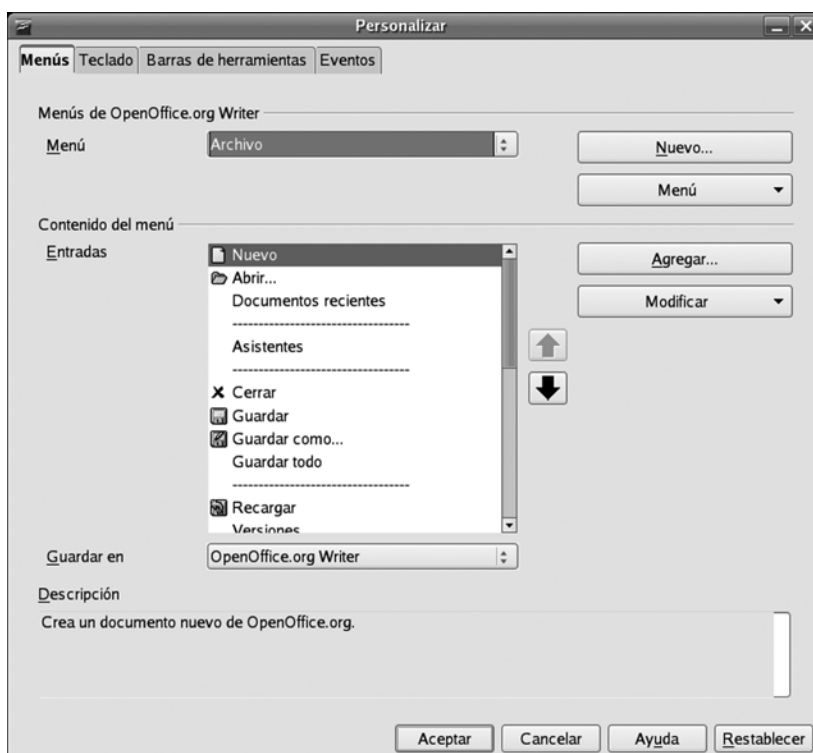 Personalizar
Menús Teclado Barras de herramientas Eventos
Menús de OpenOffice.org Writer
Menú Archivo Nuevo...
Menú
Contenido del menú
Entradas Nuevo Agregar...
Abrir...
Documentos recientes Modificar
----------------------------------
Asistentes
----------------------------------
Cerrar
Guardar
Guardar como...
Guardar todo
----------------------------------
Recargar
Versiones
Guardar en OpenOffice.org Writer
Descripción
Crea un documento nuevo de OpenOffice.org.
Aceptar Cancelar Ayuda Restablecer